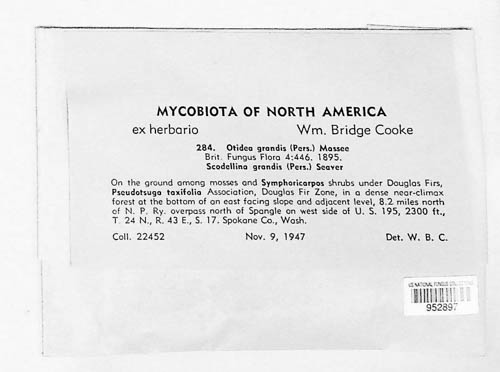 MYCOBIOTA OF NORTH AMERICA
ex herbario Wm. Bridge Cooke
284. Otidea grandis (Pers.) Massee
Brit. Fungus Flora 4:446. 1895.
Scodellina grandis (Pers.) Seaver
On the ground among mosses and Symphoricarpos shrubs under Douglas Firs,
Pseudotsuga taxifolia Association, Douglas Fir Zone, in a dense near-climax
forest at the bottom of an east facing slope and adjacent level, 8.2 miles north
of N. P. Ry. overpass north of Spangle on west side of U. S. 195, 2300 ft.,
T. 24 N., R. 43 E., S. 17. Spokane Co., Wash.
Coll. 22452 Nov. 9, 1947 Det. W. B. C.
US NATIONAL FUNGUS COLLECTIONS
952897